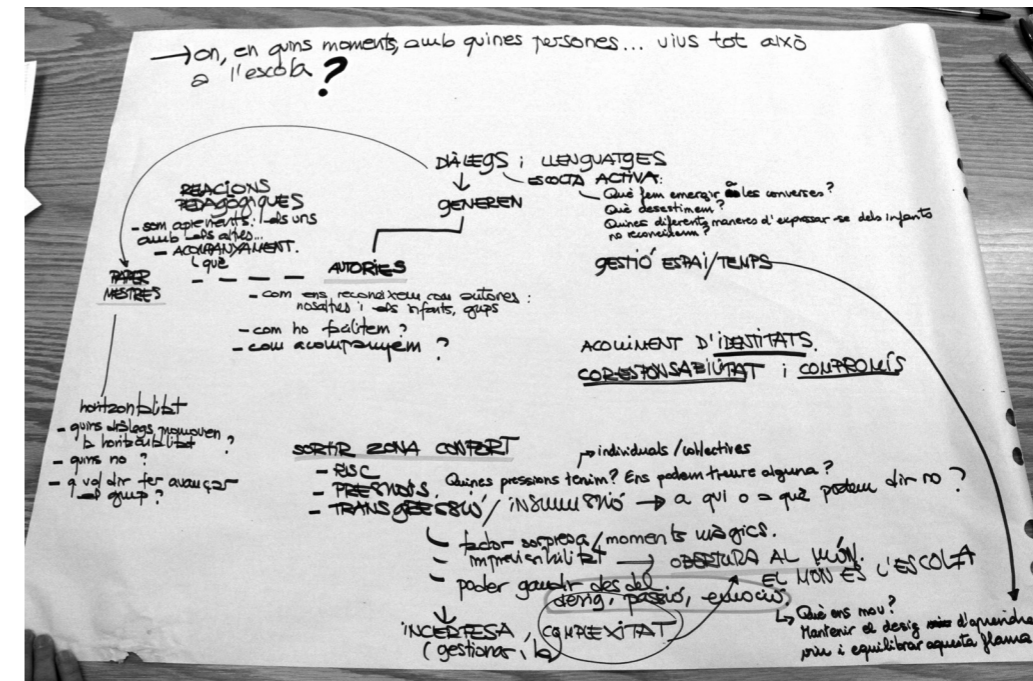 → on, en quins moments, amb quines persones... vius tot això
a l'escola?
DIÀLEGS i LLENGUATGES
ESCOLTA ACTIVA:
Què fem emergir a les converses?
Què desestimem?
Quines diferents maneres d'expressar-se dels infants
no reconeixem?
GENEREN
RELACIONS
PEDAGÒGIQUES
- som aprenents els uns
amb els altres...
- ACOMPANYAMENT.
què
PAPER
MESTRES
AUTORIES
- com ens reconeixem com autores:
nosaltres i els infants, grups
- com ho facilitem?
- com acompanyem?
GESTIÓ ESPAI/TEMPS
ACOLLIMENT D'IDENTITATS.
CORESPONSABILITAT i COMPROMÍS
horitzontalitat
- quins diàlegs promouen
la horitzontalitat?
- quins no?
- q vol dir fer avançar
els grup?
SORTIR ZONA CONFORT
- RISC
- PRESSIONS.
- TRANSGRESSIÓ / INSUMISSIÓ → a qui o a què podem dir no?
individuals / col·lectives
Quines pressions tenim? Ens podem treure alguna?
- factor sorpresa / moments màgics.
- imprevisibilitat → OBERTURA AL MÓN.
EL MÓN ES L'ESCOLA
- poder gaudir des del
desig, passió, emoció.
Què ens mou?
Mantenir el desig d'aprendre
viu i equilibrar aquesta flama
INCERTESA, COMPLEXITAT
(gestionar-la)